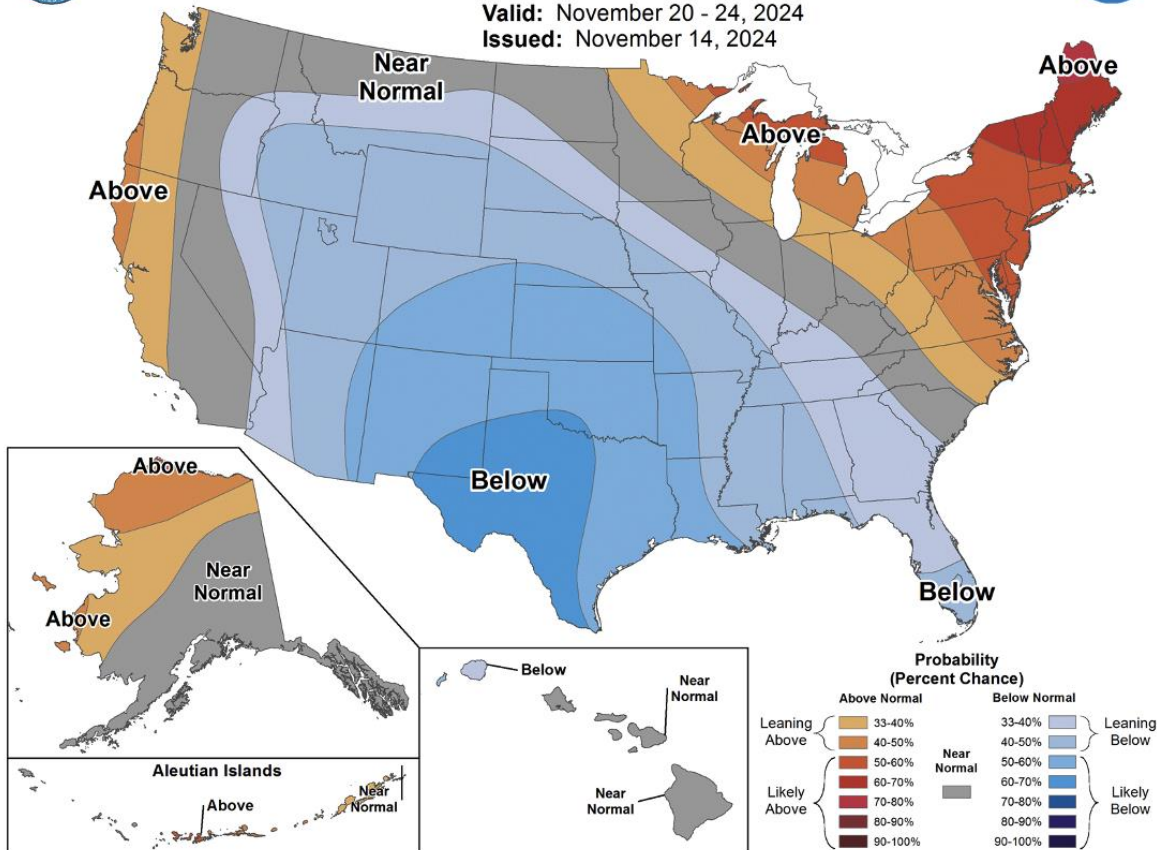 Valid: November 20 - 24, 2024
Issued: November 14, 2024
Near
Normal
Above
Above
Above
Below
Below
Above
Near
Normal
Above
Aleutian Islands
Above
Near
Normal
Below
Near
Normal
Near
Normal
Probability
(Percent Chance)
Above Normal
Below Normal
Leaning
Above
33-40%
40-50%
Likely
Above
50-60%
60-70%
70-80%
80-90%
90-100%
Near
Normal
33-40%
40-50%
Leaning
Below
50-60%
60-70%
70-80%
80-90%
90-100%
Likely
Below